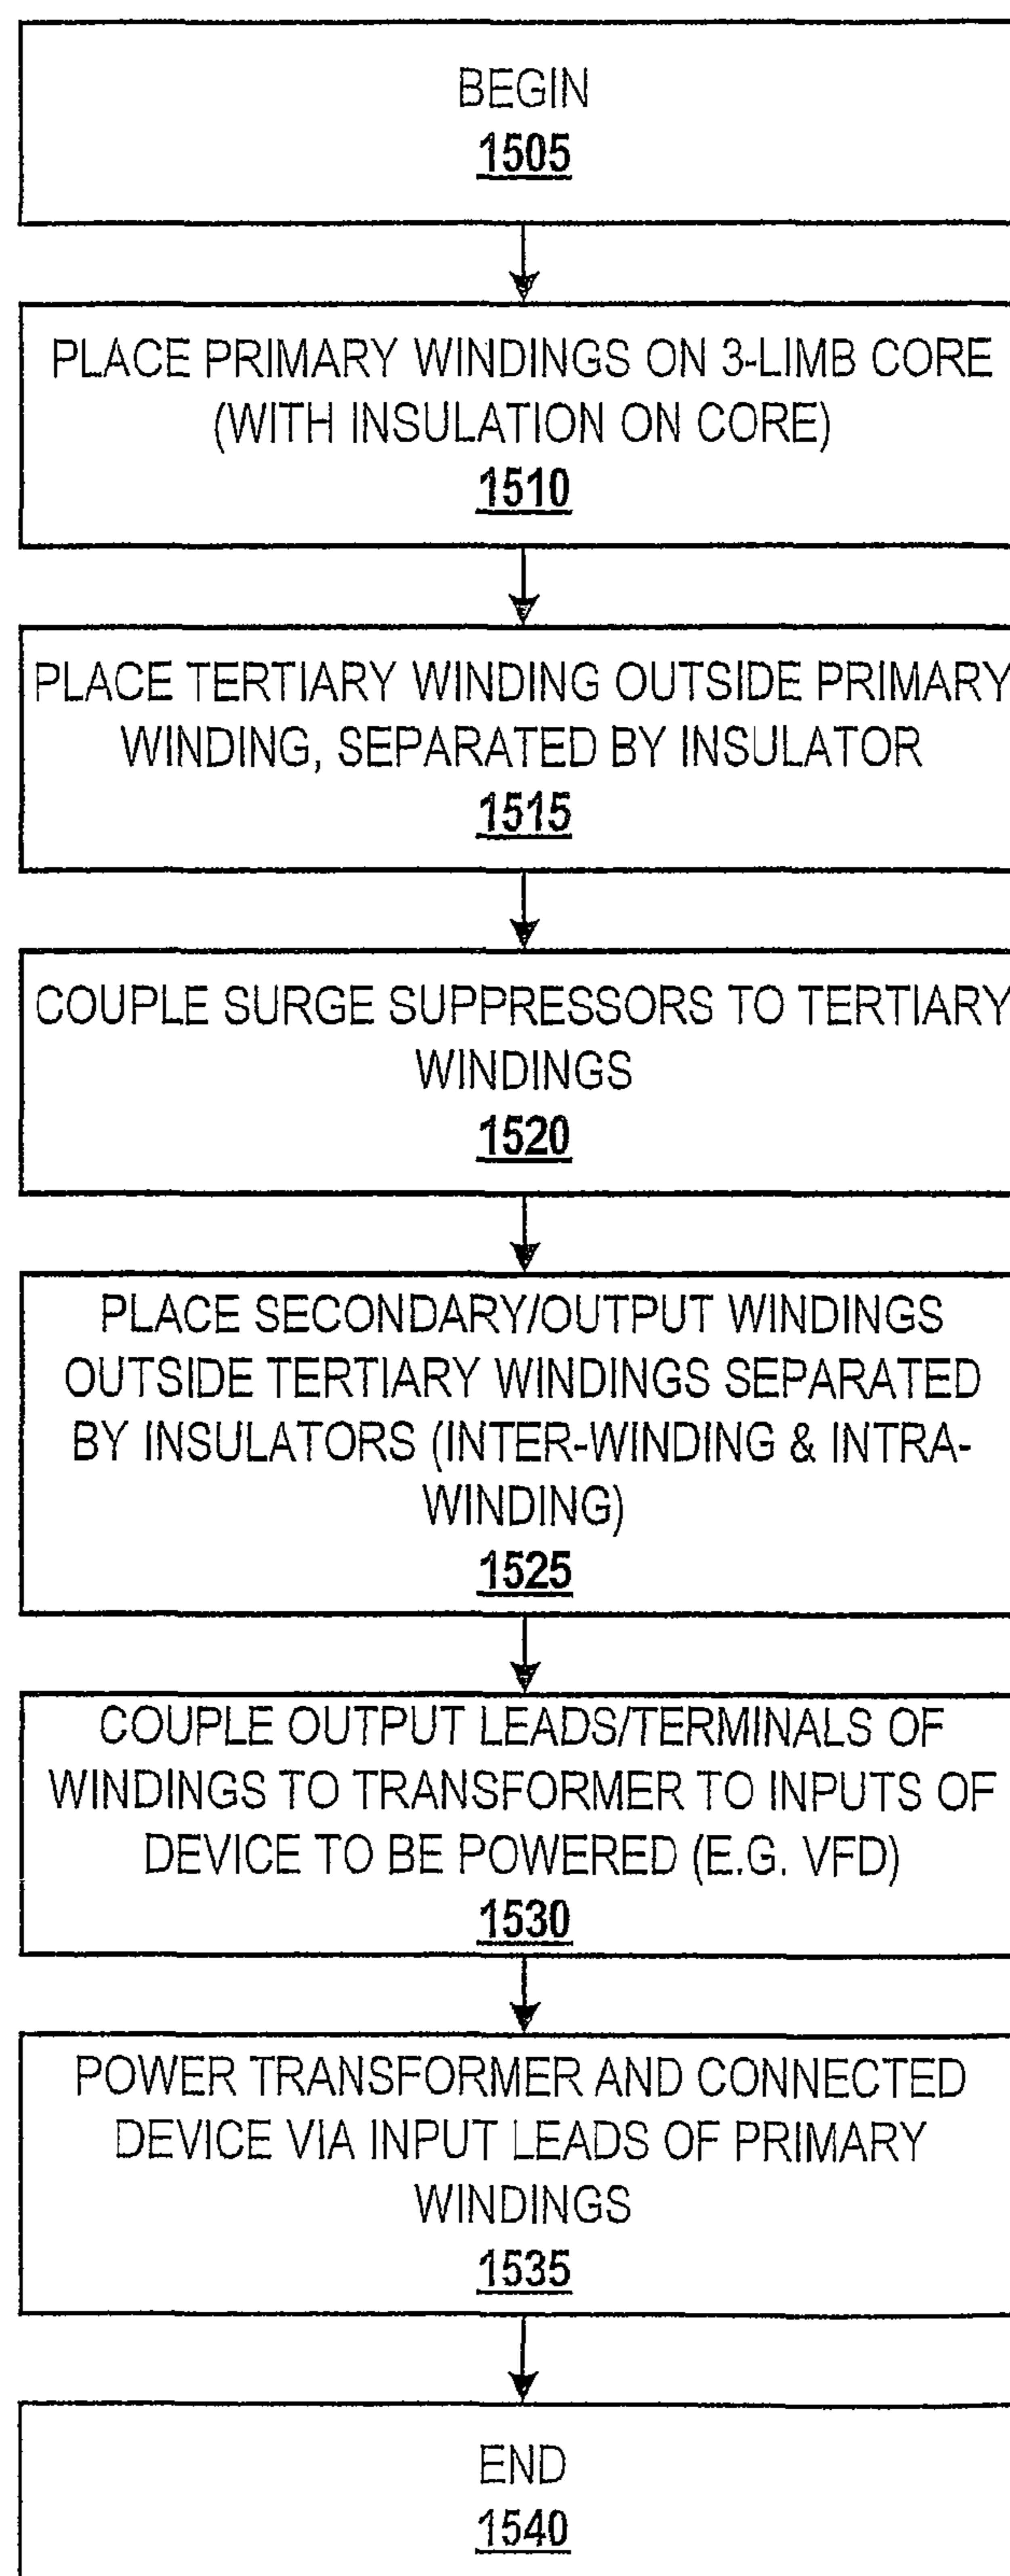 BEGIN
1505
PLACE PRIMARY WINDINGS ON 3-LIMB CORE
(WITH INSULATION ON CORE)
1510
PLACE TERTIARY WINDING OUTSIDE PRIMARY
WINDING, SEPARATED BY INSULATOR
1515
COUPLE SURGE SUPPRESSORS TO TERTIARY
WINDINGS
1520
PLACE SECONDARY/OUTPUT WINDINGS
OUTSIDE TERTIARY WINDINGS SEPARATED
BY INSULATORS (INTER-WINDING & INTRA-
WINDING)
1525
COUPLE OUTPUT LEADS/TERMINALS OF
WINDINGS TO TRANSFORMER TO INPUTS OF
DEVICE TO BE POWERED (E.G. VFD)
1530
POWER TRANSFORMER AND CONNECTED
DEVICE VIA INPUT LEADS OF PRIMARY
WINDINGS
1535
END
1540